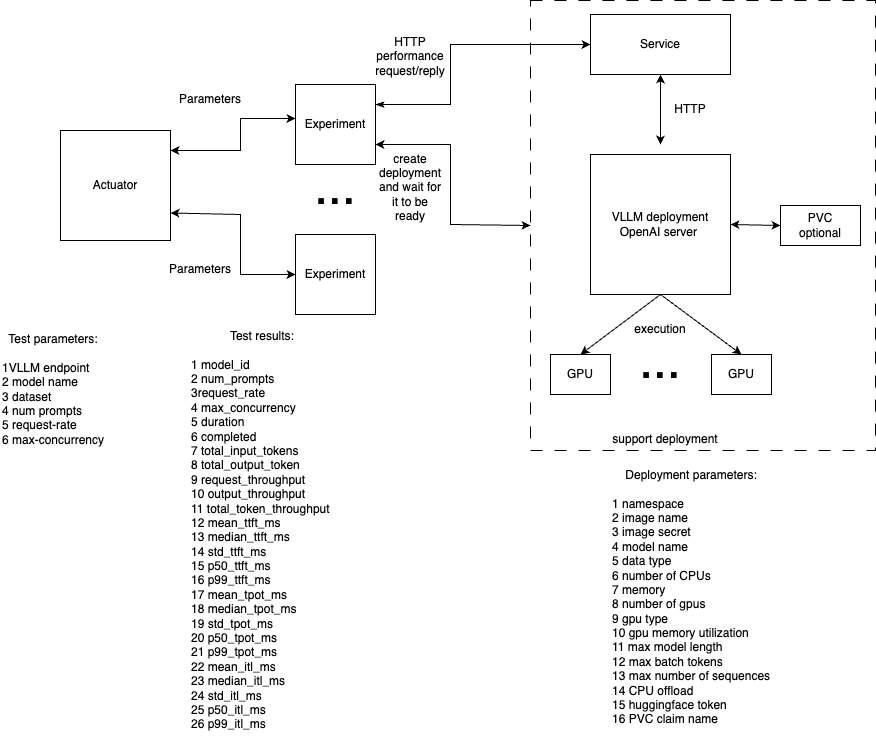 HTTP
performance
request/reply
Service
Parameters
Experiment
HTTP
Actuator
create
deployment
and wait for
it to be
ready
VLLM deployment
OpenAI server
PVC
optional
Parameters
Experiment
execution
GPU
GPU
support deployment
Test parameters:
1VLLM endpoint
2 model name
3 dataset
4 num prompts
5 request-rate
6 max-concurrency
Test results:
1 model_id
2 num_prompts
3request_rate
4 max_concurrency
5 duration
6 completed
7 total_input_tokens
8 total_output_token
9 request_throughput
10 output_throughput
11 total_token_throughput
12 mean_ttft_ms
13 median_ttft_ms
14 std_ttft_ms
15 p50_ttft_ms
16 p99_ttft_ms
17 mean_tpot_ms
18 median_tpot_ms
19 std_tpot_ms
20 p50_tpot_ms
21 p99_tpot_ms
22 mean_itl_ms
23 median_itl_ms
24 std_itl_ms
25 p50_itl_ms
26 p99_itl_ms
Deployment parameters:
1 namespace
2 image name
3 image secret
4 model name
5 data type
6 number of CPUs
7 memory
8 number of gpus
9 gpu type
10 gpu memory utilization
11 max model length
12 max batch tokens
13 max number of sequences
14 CPU offload
15 huggingface token
16 PVC claim name